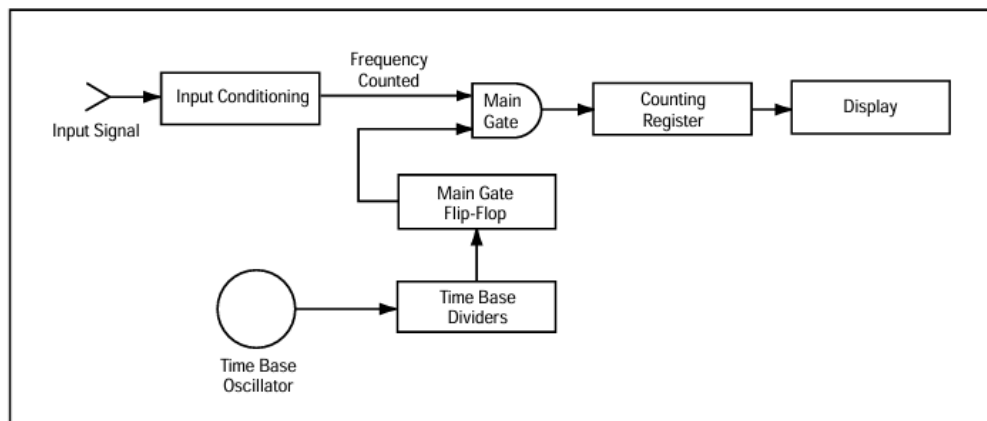 Frequency
Counted
Input Conditioning
Main
Gate
Counting
Register
Display
Input Signal
Main Gate
Flip-Flop
Time Base
Dividers
Time Base
Oscillator